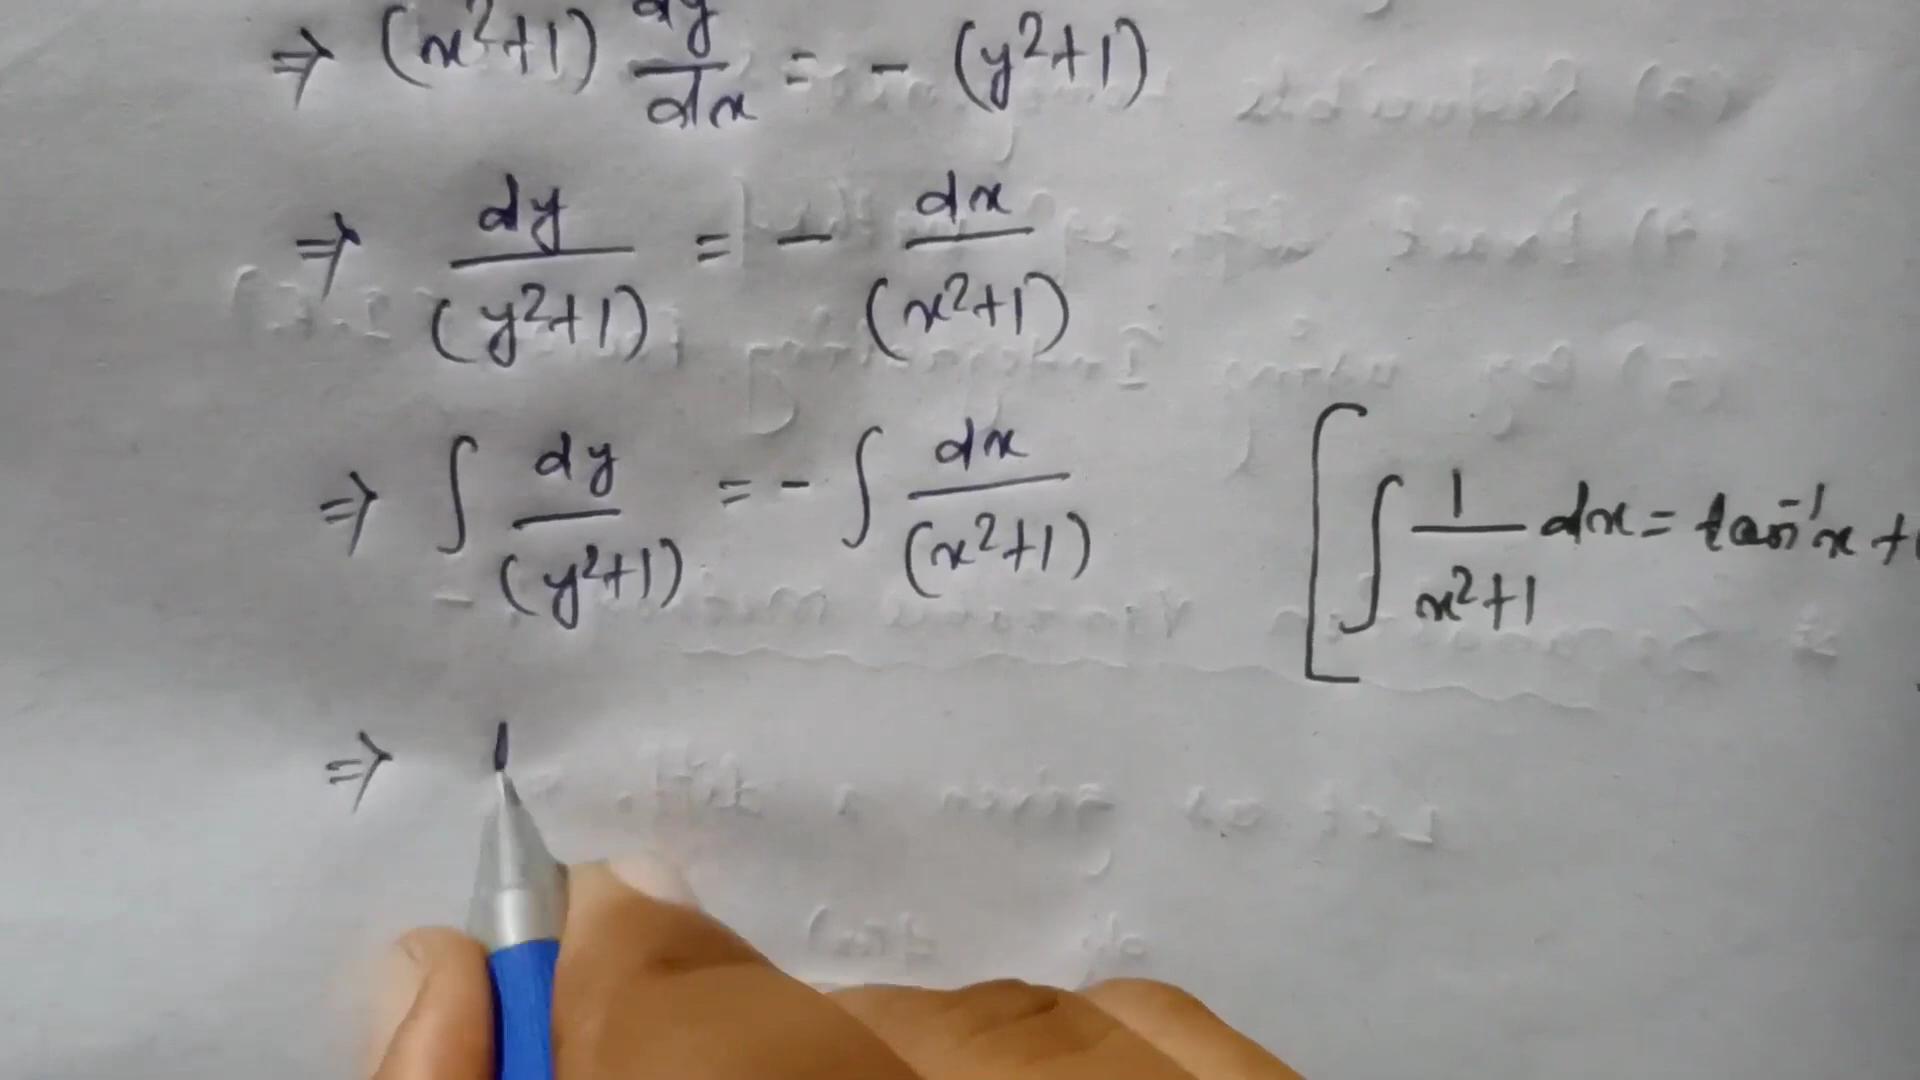 ⇒ (x²+1) dy/dx = - (y²+1)
⇒ dy/(y²+1) = - dx/(x²+1)
⇒ ∫ dy/(y²+1) = - ∫ dx/(x²+1) [∫ 1/(x²+1) dx = tan⁻¹x +
⇒